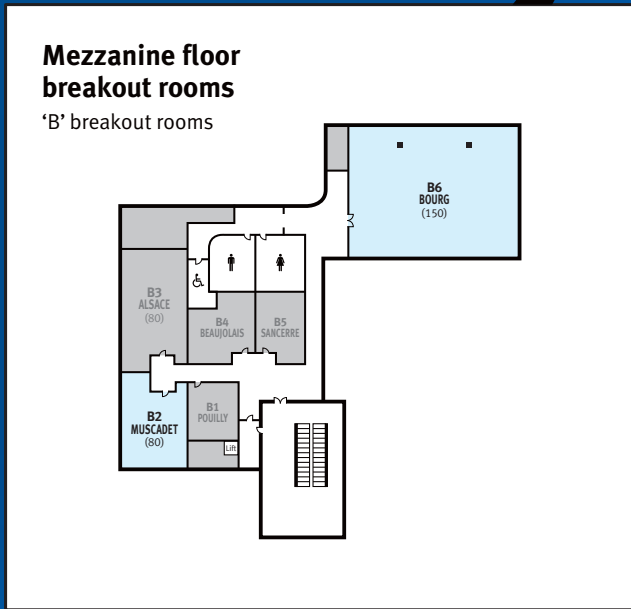 Mezzanine floor
breakout rooms
‘B’ breakout rooms
B6
BOURG
(150)
B3
ALSACE
(80)
B4
BEAUJOLAIS
B5
SANCERRE
B2
MUSCADET
(80)
B1
POUILLY
Lift